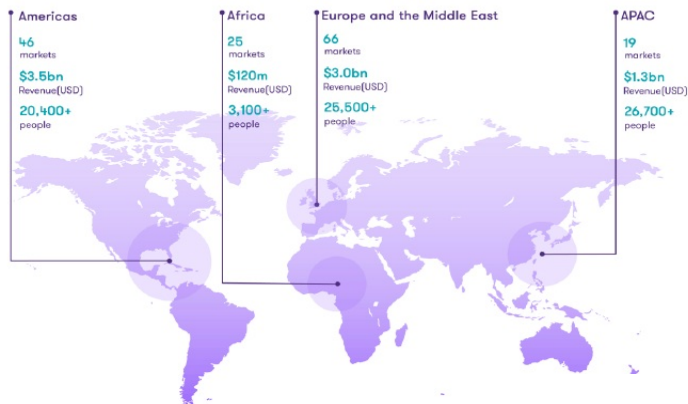 Americas
46
markets
$3.5bn
Revenue(USD)
20,400+
people
Africa
25
markets
$120m
Revenue(USD)
3,100+
people
Europe and the Middle East
66
markets
$3.0bn
Revenue(USD)
25,500+
people
APAC
19
markets
$1.3bn
Revenue(USD)
26,700+
people